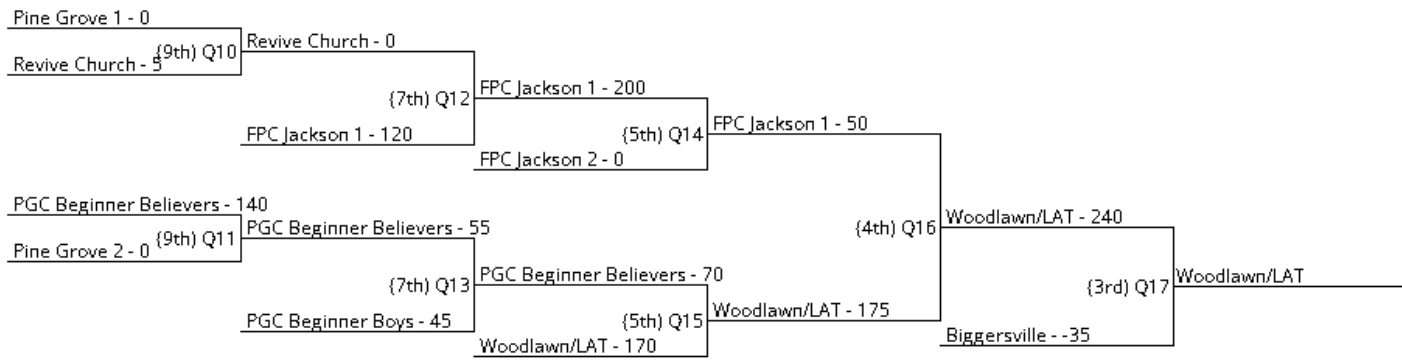 Pine Grove 1 - 0
{9th} Q10
Revive Church - 5
Revive Church - 0
{7th} Q12
FPC Jackson 1 - 120
FPC Jackson 1 - 200
{5th} Q14
FPC Jackson 2 - 0
FPC Jackson 1 - 50
PGC Beginner Believers - 140
{9th} Q11
Pine Grove 2 - 0
PGC Beginner Believers - 55
{7th} Q13
PGC Beginner Boys - 45
PGC Beginner Believers - 70
{5th} Q15
Woodlawn/LAT - 170
Woodlawn/LAT - 175
{4th} Q16
Woodlawn/LAT - 240
{3rd} Q17
Biggersville - -35
Woodlawn/LAT